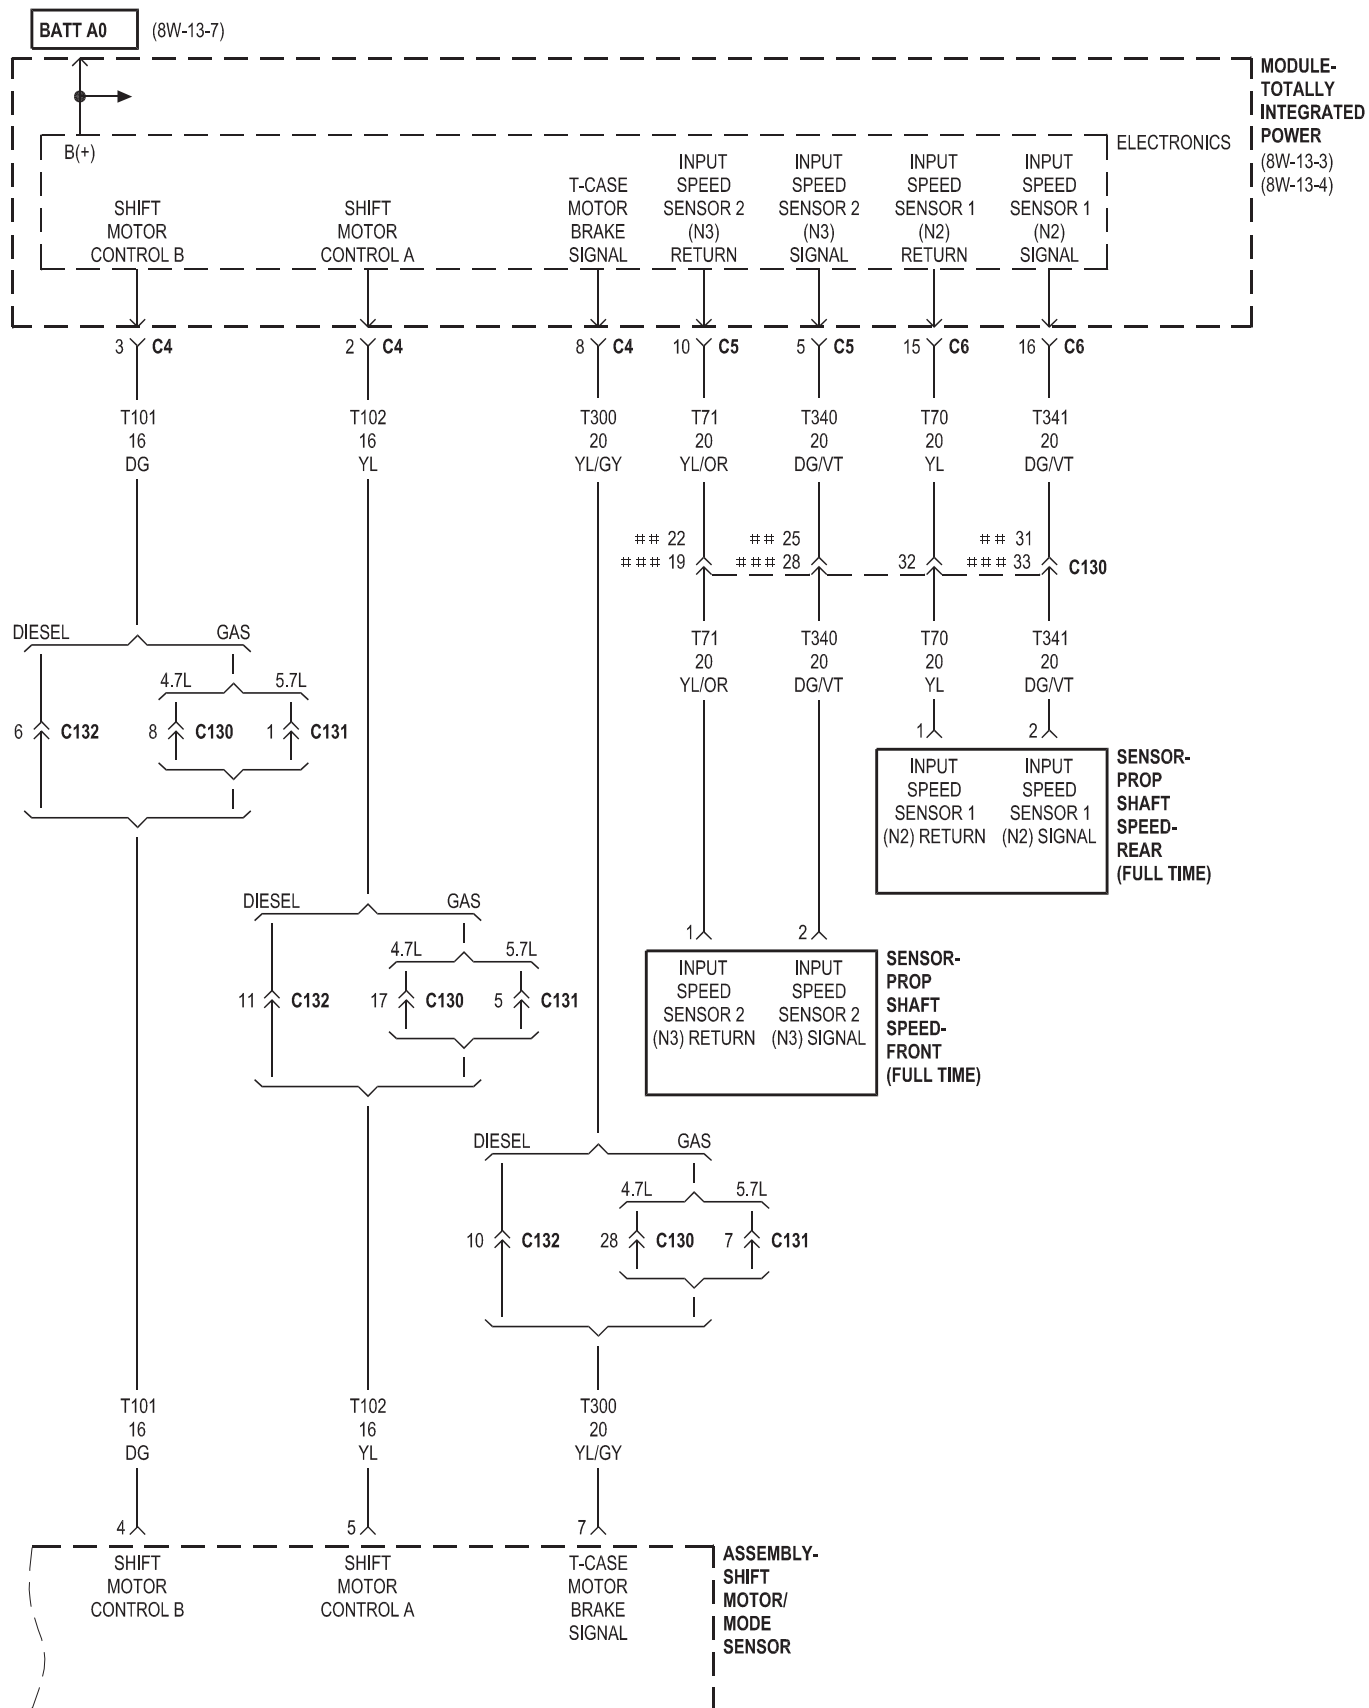 BATT A0 (8W-13-7)
MODULE-
TOTALLY
INTEGRATED
POWER
(8W-13-3)
(8W-13-4)
B(+)
ELECTRONICS
SHIFT
MOTOR
CONTROL B
SHIFT
MOTOR
CONTROL A
T-CASE
MOTOR
BRAKE
SIGNAL
INPUT
SPEED
SENSOR 2
(N3)
RETURN
INPUT
SPEED
SENSOR 2
(N3)
SIGNAL
INPUT
SPEED
SENSOR 1
(N2)
RETURN
INPUT
SPEED
SENSOR 1
(N2)
SIGNAL
3 C4
2 C4
8 C4
10 C5
5 C5
15 C6
16 C6
T101
16
DG
T102
16
YL
T300
20
YL/GY
T71
20
YL/OR
T340
20
DG/VT
T70
20
YL
T341
20
DG/VT
## 22
### 19
## 25
### 28
32
## 31
### 33
C130
T71
20
YL/OR
T340
20
DG/VT
T70
20
YL
T341
20
DG/VT
DIESEL GAS
4.7L 5.7L
6 C132 8 C130 1 C131
1 2
INPUT
SPEED
SENSOR 1
(N2) RETURN
INPUT
SPEED
SENSOR 1
(N2) SIGNAL
SENSOR-
PROP
SHAFT
SPEED-
REAR
(FULL TIME)
DIESEL GAS
4.7L 5.7L
11 C132 17 C130 5 C131
1 2
INPUT
SPEED
SENSOR 2
(N3) RETURN
INPUT
SPEED
SENSOR 2
(N3) SIGNAL
SENSOR-
PROP
SHAFT
SPEED-
FRONT
(FULL TIME)
DIESEL GAS
4.7L 5.7L
10 C132 28 C130 7 C131
T101
16
DG
T102
16
YL
T300
20
YL/GY
4 5 7
SHIFT
MOTOR
CONTROL B
SHIFT
MOTOR
CONTROL A
T-CASE
MOTOR
BRAKE
SIGNAL
ASSEMBLY-
SHIFT
MOTOR/
MODE
SENSOR